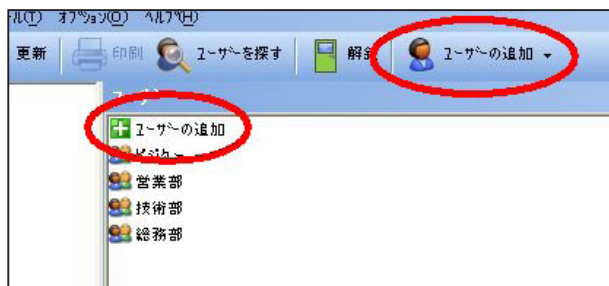 ール(T) オプション(O) ヘルプ(H)
更新 印刷 ユーザーを探す 解錠 ユーザーの追加
ユーザーの追加
営業部
技術部
総務部